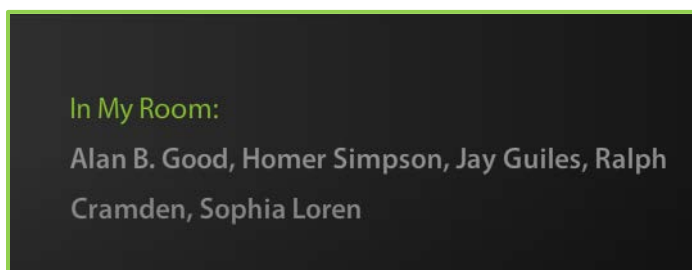 In My Room:
Alan B. Good, Homer Simpson, Jay Guiles, Ralph
Cramden, Sophia Loren